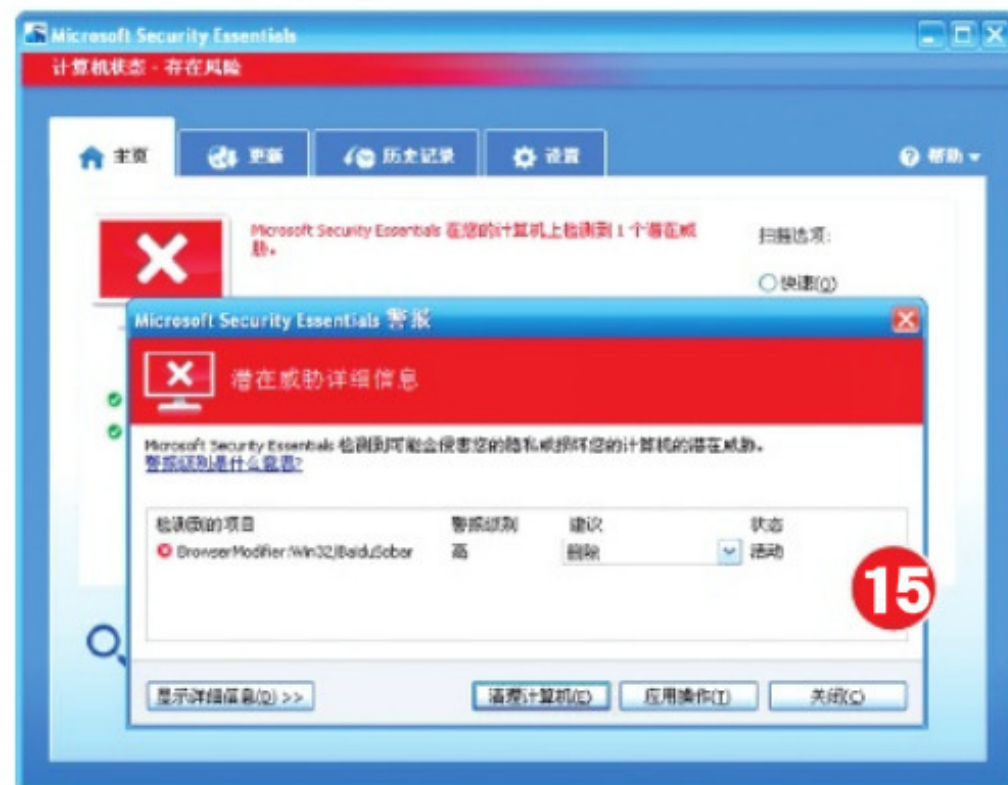 Microsoft Security Essentials
计算机状态 - 存在风险
主页
更新
历史记录
设置
帮助
Microsoft Security Essentials 在您的计算机上检测到 1 个潜在威
胁。
扫描选项:
快速(Q)
Microsoft Security Essentials 警报
潜在威胁详细信息
Microsoft Security Essentials 检测到可能会侵害您的隐私或损坏您的计算机的潜在威胁。
警报级别是什么意思?
检测到的项目 警报级别 建议 状态
BrowserModifier:Win32/BaiduSobar 高 删除 活动
15
显示详细信息(D) >>
清理计算机(E)
应用操作(T)
关闭(C)